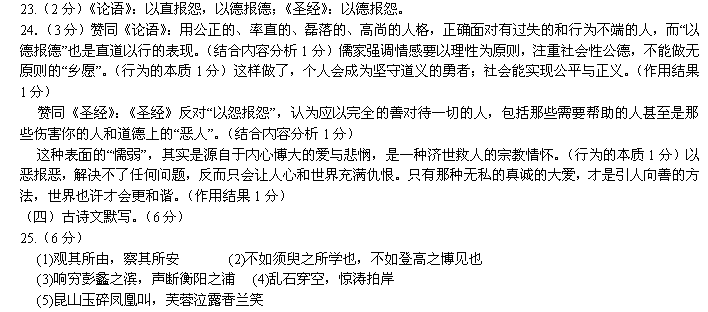 23.（2分）《论语》：以直报怨，以德报德；《圣经》：以德报怨。
24.（3分）赞同《论语》：用公正的、率直的、磊落的、高尚的人格，正确面对有过失的和行为不端的人，而“以
德报德”也是直道以行的表现。（结合内容分析1分）儒家强调情感要以理性为原则，注重社会性公德，不能做无
原则的“乡愿”。（行为的本质1分）这样做了，个人会成为坚守道义的勇者；社会能实现公平与正义。（作用结果
1分）
赞同《圣经》：《圣经》反对“以怨报怨”，认为应以完全的善对待一切的人，包括那些需要帮助的人甚至是那
些伤害你的人和道德上的“恶人”。（结合内容分析1分）
这种表面的“懦弱”，其实是源自于内心博大的爱与悲悯，是一种济世救人的宗教情怀。（行为的本质1分）以
恶报恶，解决不了任何问题，反而只会让人心和世界充满仇恨。只有那种无私的真诚的大爱，才是引人向善的方
法，世界也许才会更和谐。（作用结果1分）
（四）古诗文默写。（6分）
25.（6分）
(1)观其所由，察其所安 (2)不如须臾之所学也，不如登高之博见也
(3)响穷彭蠡之滨，声断衡阳之浦 (4)乱石穿空，惊涛拍岸
(5)昆山玉碎凤凰叫，芙蓉泣露香兰笑